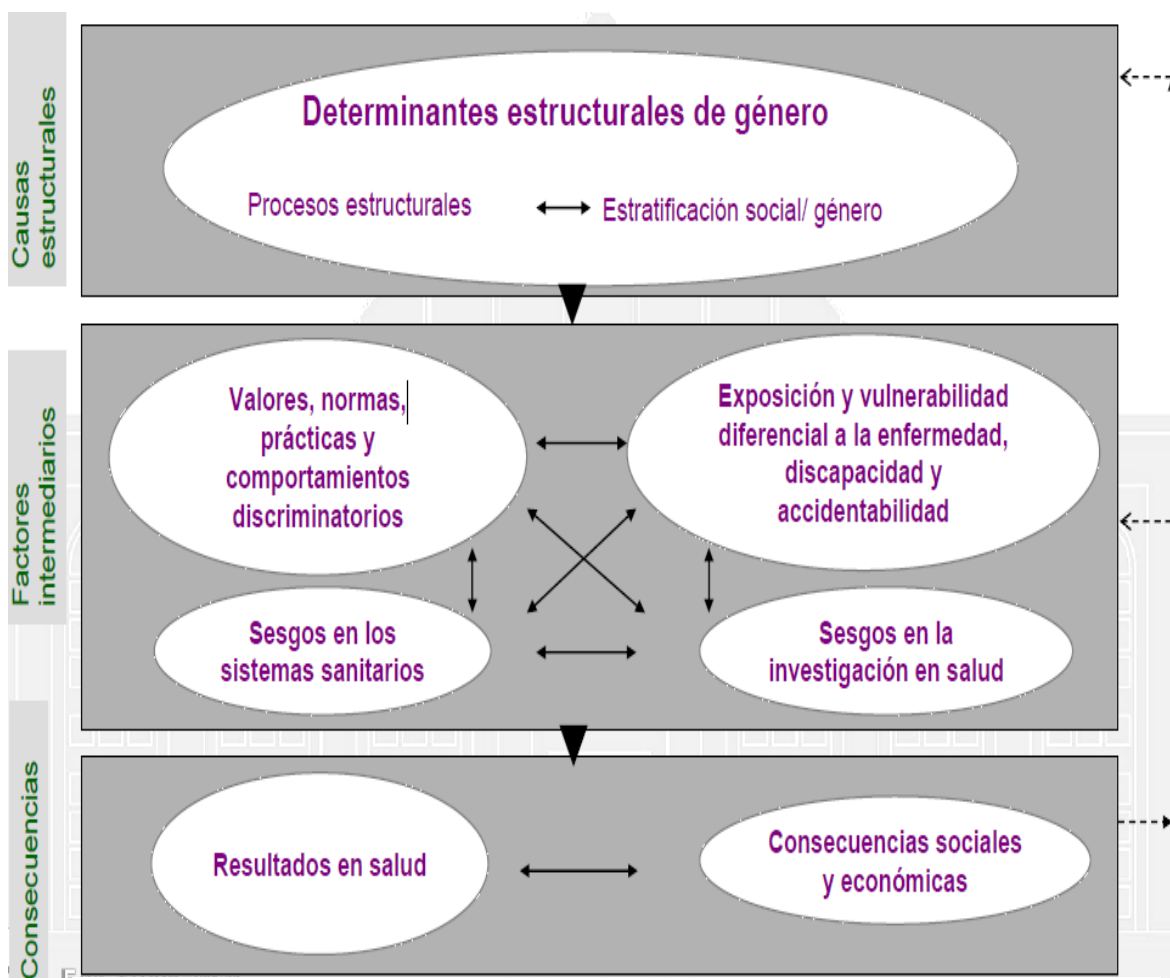 Causas
estructurales
Determinantes estructurales de género
Procesos estructurales
Estratificación social/ género
Factores
intermediarios
Valores, normas,
prácticas y
comportamientos
discriminatorios
Exposición y vulnerabilidad
diferencial a la enfermedad,
discapacidad y
accidentabilidad
Sesgos en los
sistemas sanitarios
Sesgos en la
investigación en salud
Consecuencias
Resultados en salud
Consecuencias sociales
y económicas